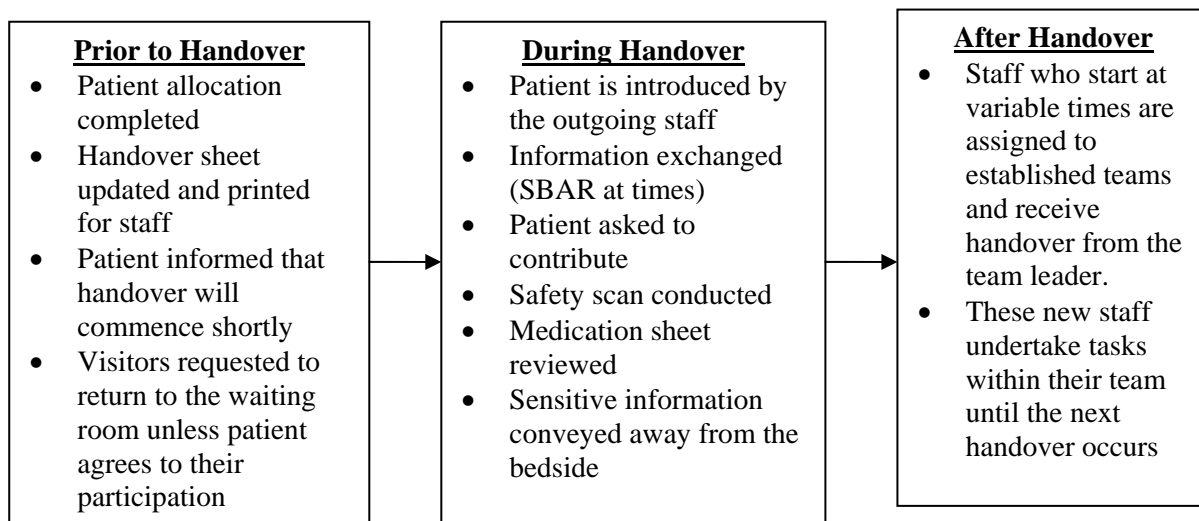 Prior to Handover
• Patient allocation
completed
• Handover sheet
updated and printed
for staff
• Patient informed that
handover will
commence shortly
• Visitors requested to
return to the waiting
room unless patient
agrees to their
participation
During Handover
• Patient is introduced by
the outgoing staff
• Information exchanged
(SBAR at times)
• Patient asked to
contribute
• Safety scan conducted
• Medication sheet
reviewed
• Sensitive information
conveyed away from the
bedside
After Handover
• Staff who start at
variable times are
assigned to
established teams
and receive
handover from the
team leader.
• These new staff
undertake tasks
within their team
until the next
handover occurs